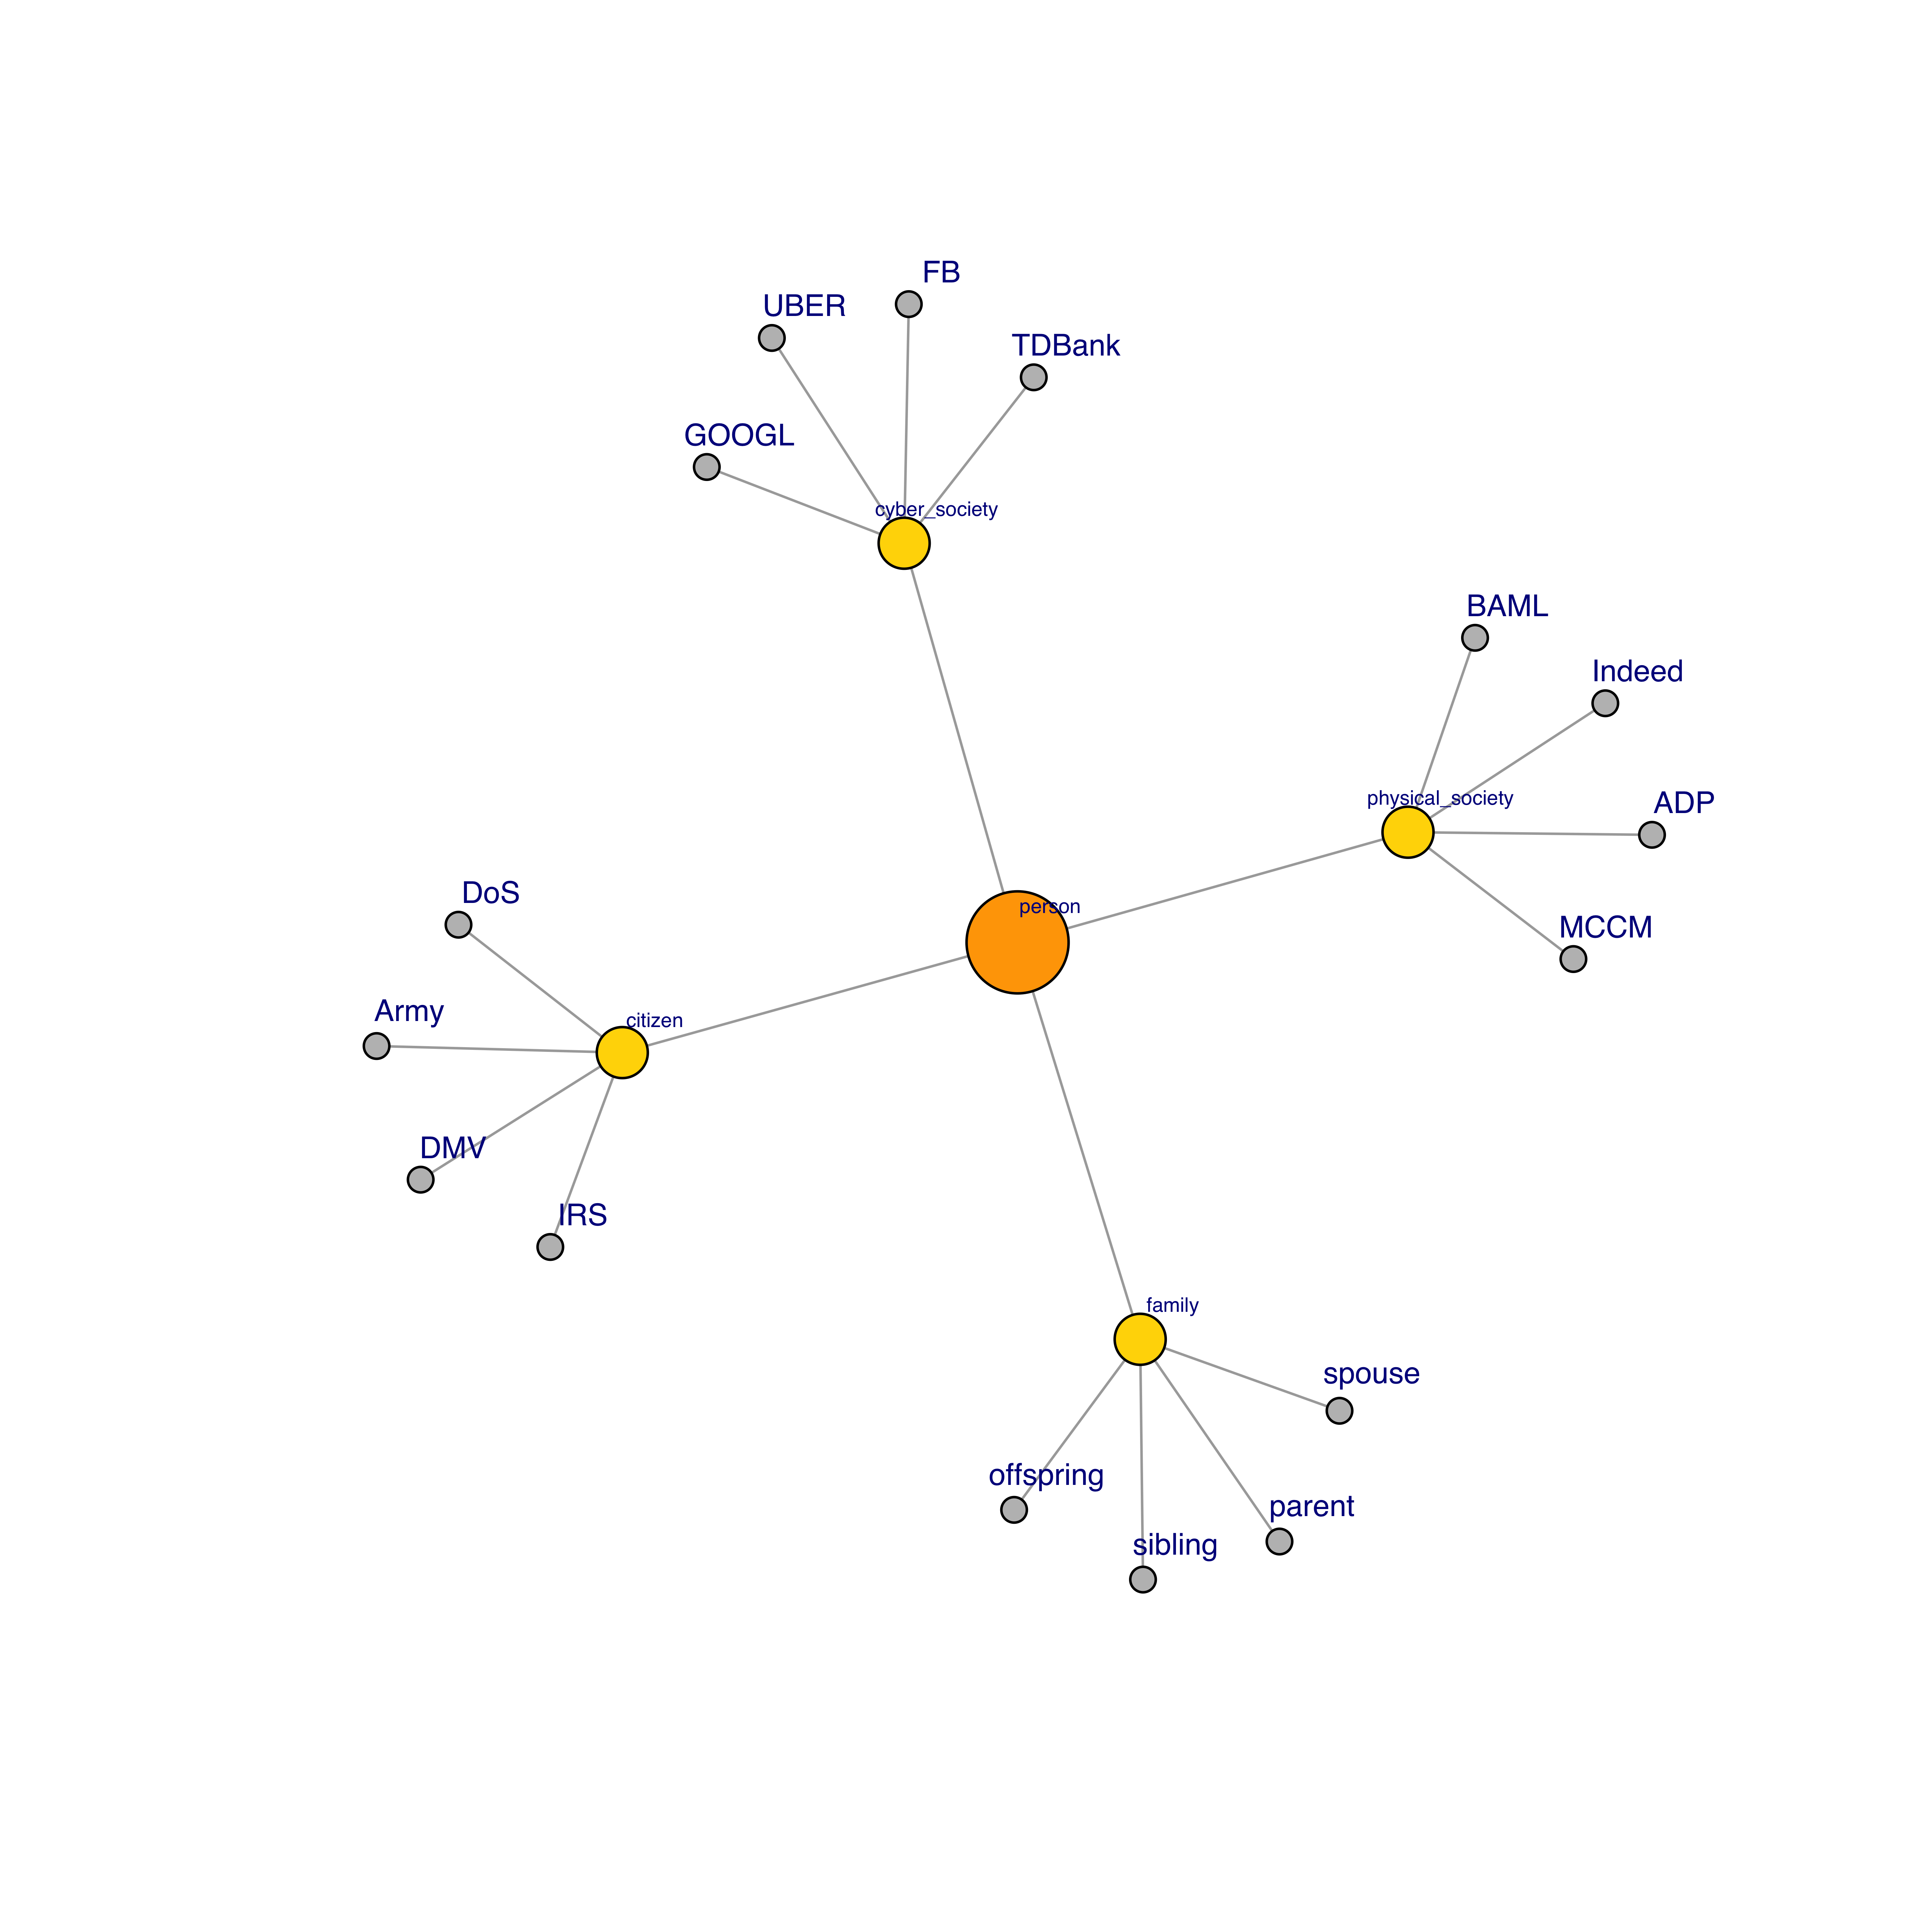 FB
UBER
TDBank
GOOGL
cyber_society
BAML
Indeed
physical_society
ADP
DoS
person
MCCM
Army
citizen
DMV
IRS
family
spouse
offspring
parent
sibling